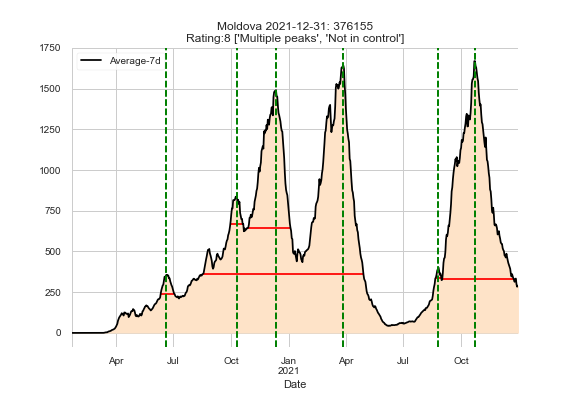 Moldova 2021-12-31: 376155
Rating:8 ['Multiple peaks', 'Not in control']
Average-7d
1750
1500
1250
1000
750
500
250
0
Apr
Jul
Oct
Jan
2021
Apr
Jul
Oct
Date